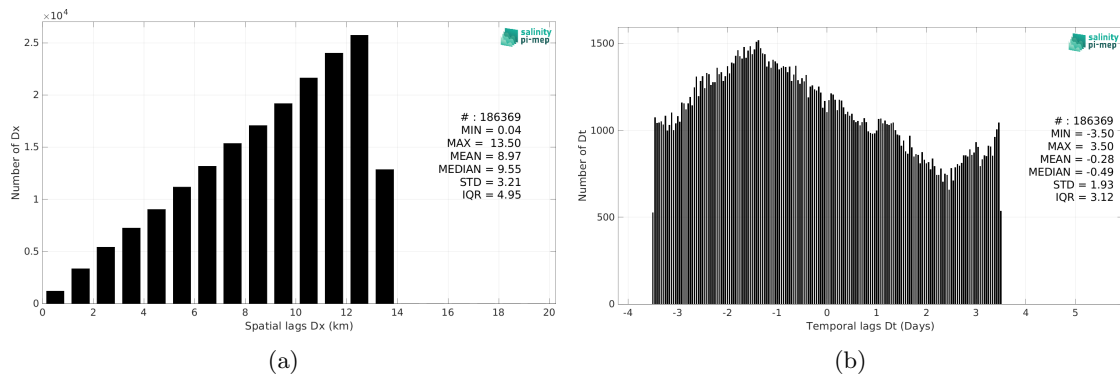 ×10⁴
2.5
2
1.5
1
0.5
0
0 2 4 6 8 10 12 14 16 18 20
Number of Dx
Spatial lags Dx (km)
salinity
pi-mep
# : 186369
MIN = 0.04
MAX = 13.50
MEAN = 8.97
MEDIAN = 9.55
STD = 3.21
IQR = 4.95
(a)
1500
1000
500
0
-4 -3 -2 -1 0 1 2 3 4 5
Number of Dt
Temporal lags Dt (Days)
salinity
pi-mep
# : 186369
MIN = -3.50
MAX = 3.50
MEAN = -0.28
MEDIAN = -0.49
STD = 1.93
IQR = 3.12
(b)